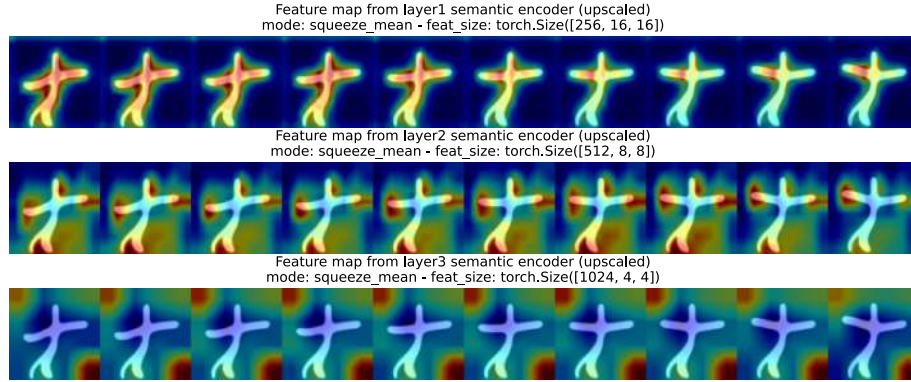 Feature map from layer1 semantic encoder (upscaled)
mode: squeeze_mean - feat_size: torch.Size([256, 16, 16])
Feature map from layer2 semantic encoder (upscaled)
mode: squeeze_mean - feat_size: torch.Size([512, 8, 8])
Feature map from layer3 semantic encoder (upscaled)
mode: squeeze_mean - feat_size: torch.Size([1024, 4, 4])